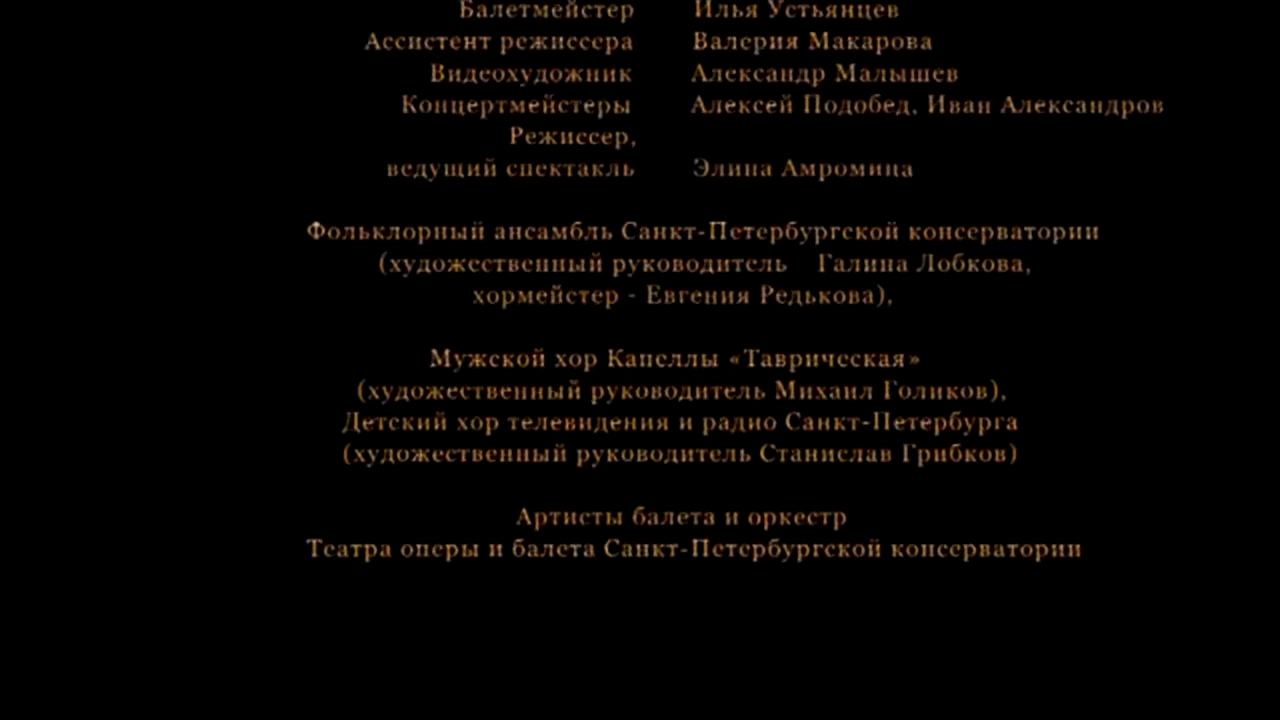 Балетмейстер Илья Устьянцев
Ассистент режиссера Валерия Макарова
Видеохудожник Александр Малышев
Концертмейстеры Алексей Подобед, Иван Александров
Режиссер,
ведущий спектакль Элина Амромина
Фольклорный ансамбль Санкт-Петербургской консерватории
(художественный руководитель Галина Лобкова,
хормейстер - Евгения Редькова),
Мужской хор Капеллы «Таврическая»
(художественный руководитель Михаил Голиков),
Детский хор телевидения и радио Санкт-Петербурга
(художественный руководитель Станислав Грибков)
Артисты балета и оркестр
Театра оперы и балета Санкт-Петербургской консерватории